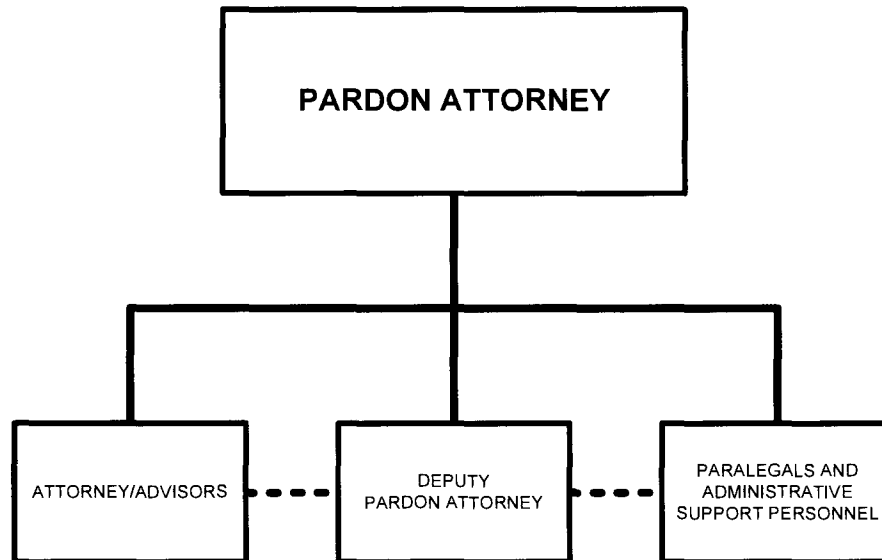 PARDON ATTORNEY
ATTORNEY/ADVISORS
DEPUTY
PARDON ATTORNEY
PARALEGALS AND
ADMINISTRATIVE
SUPPORT PERSONNEL